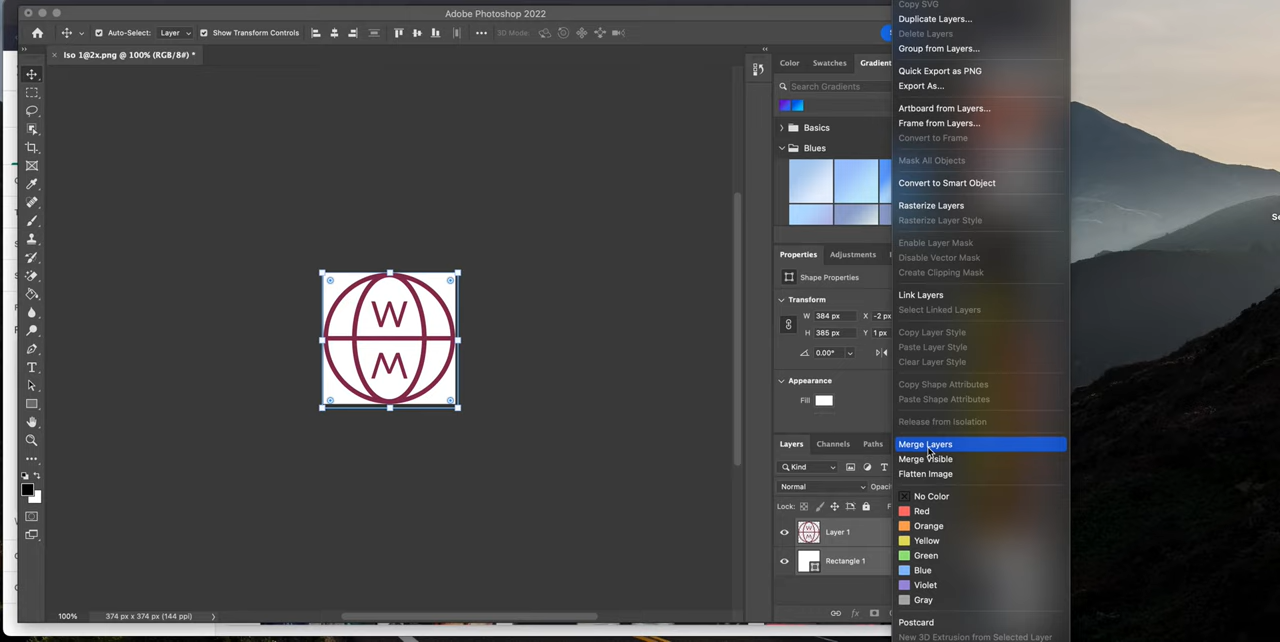 Adobe Photoshop 2022
Auto-Select: Layer Show Transform Controls 3D Mode:
Iso 1@2x.png @ 100% (RGB/8#) *
Color Swatches Gradien
Search Gradients
Basics
Blues
Properties Adjustments
Shape Properties
Transform
W 384 px X -2 px
H 385 px Y 1 px
0.00°
Appearance
Fill
Layers Channels Paths
Kind
Normal Opaci
Lock:
Layer 1
Rectangle 1
100% 374 px x 374 px (144 ppi)
W
M
Copy SVG
Duplicate Layers...
Delete Layers
Group from Layers...
Quick Export as PNG
Export As...
Artboard from Layers...
Frame from Layers...
Convert to Frame
Mask All Objects
Convert to Smart Object
Rasterize Layers
Rasterize Layer Style
Enable Layer Mask
Disable Vector Mask
Create Clipping Mask
Link Layers
Select Linked Layers
Copy Layer Style
Paste Layer Style
Clear Layer Style
Copy Shape Attributes
Paste Shape Attributes
Release from Isolation
Merge Layers
Merge Visible
Flatten Image
No Color
Red
Orange
Yellow
Green
Blue
Violet
Gray
Postcard
New 3D Extrusion from Selected Layer
Se